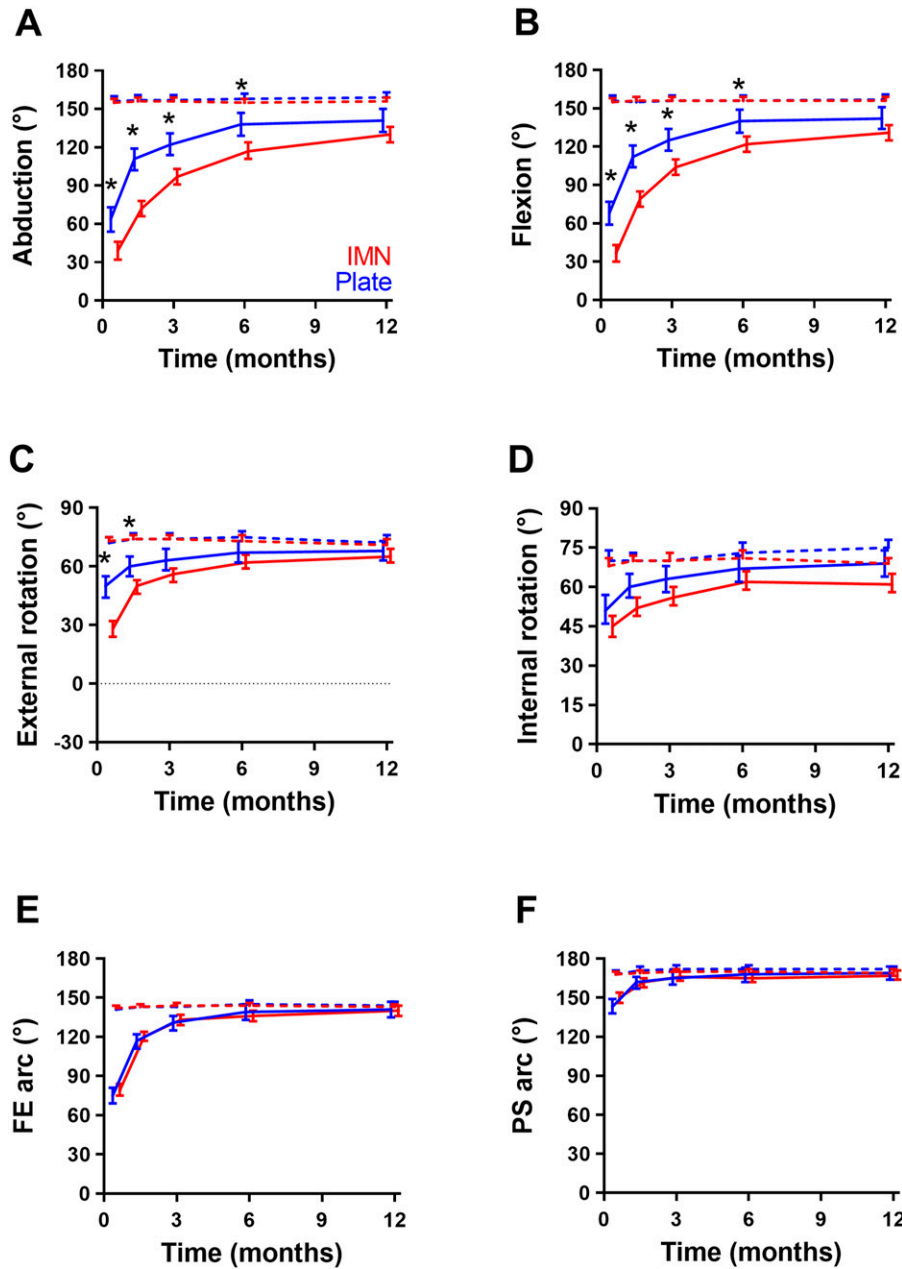 A
Abduction (°)
180
150
120
90
60
30
0
* * * *
IMN
Plate
0 3 6 9 12
Time (months)
B
Flexion (°)
180
150
120
90
60
30
0
* * * *
0 3 6 9 12
Time (months)
C
External rotation (°)
90
60
30
0
-30
* *
0 3 6 9 12
Time (months)
D
Internal rotation (°)
90
75
60
45
30
15
0
0 3 6 9 12
Time (months)
E
FE arc (°)
180
150
120
90
60
30
0
0 3 6 9 12
Time (months)
F
PS arc (°)
180
150
120
90
60
30
0
0 3 6 9 12
Time (months)